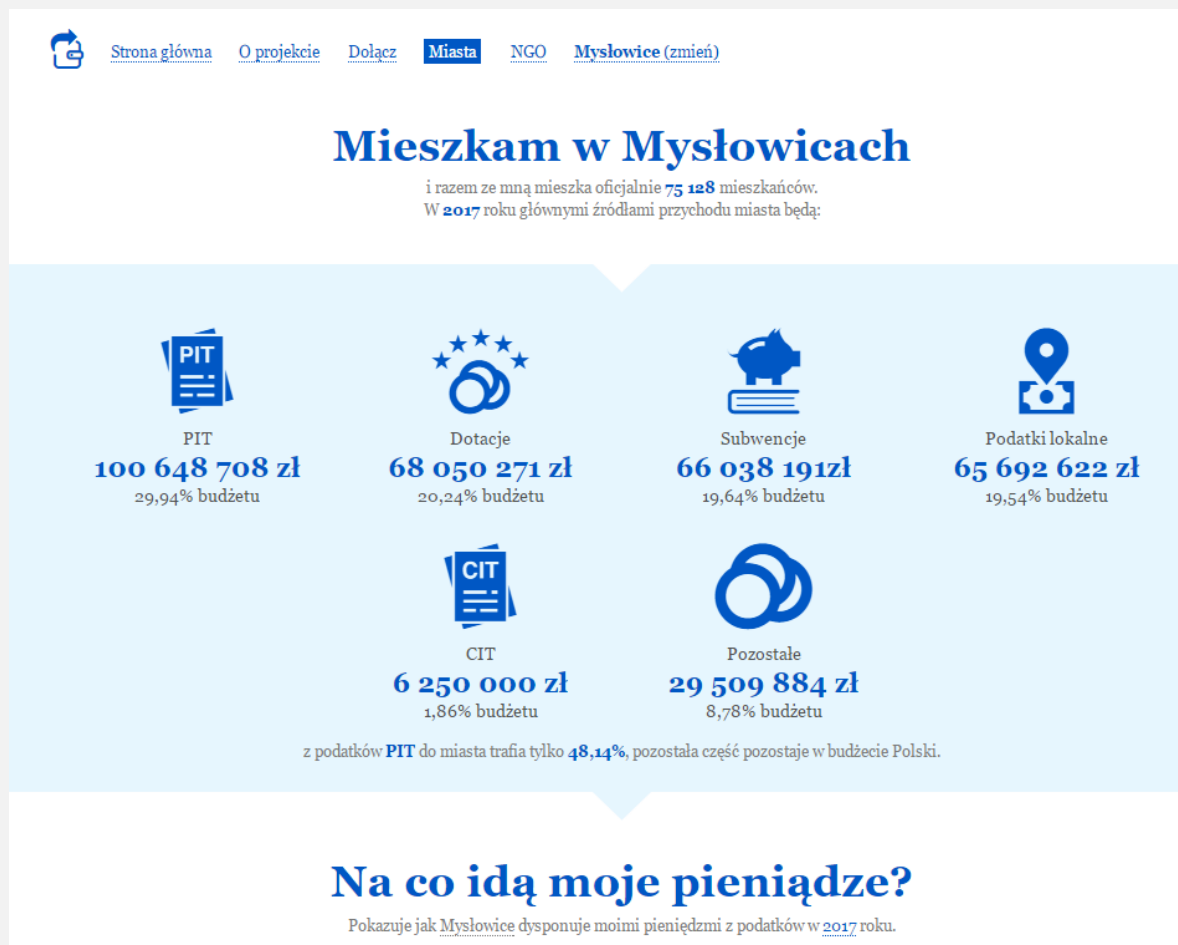 Strona główna O projekcie Dołącz Miasta NGO Mysłowice (zmień)
Mieszkam w Mysłowicach
i razem ze mną mieszka oficjalnie 75 128 mieszkańców.
W 2017 roku głównymi źródłami przychodu miasta będą:
PIT
PIT
100 648 708 zł
29,94% budżetu
Dotacje
68 050 271 zł
20,24% budżetu
Subwencje
66 038 191zł
19,64% budżetu
Podatki lokalne
65 692 622 zł
19,54% budżetu
CIT
CIT
6 250 000 zł
1,86% budżetu
Pozostałe
29 509 884 zł
8,78% budżetu
z podatków PIT do miasta trafia tylko 48,14%, pozostała część pozostaje w budżecie Polski.
Na co idą moje pieniądze?
Pokazuje jak Mysłowice dysponuje moimi pieniędzmi z podatków w 2017 roku.